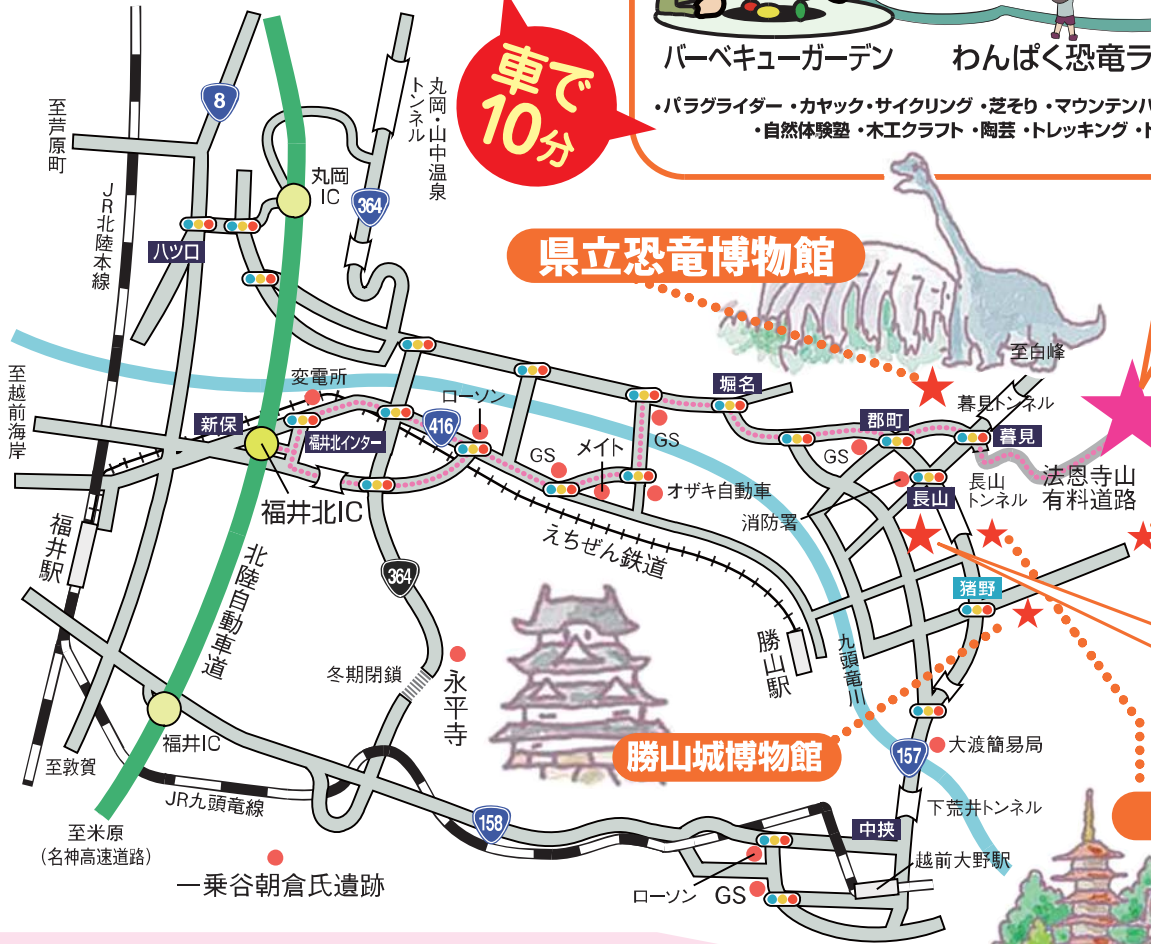 車で
10分
バーベキューガーデン
わんぱく恐竜ラ
・パラグライダー ・カヤック・サイクリング ・芝そり ・マウンテンバ
・自然体験塾 ・木工クラフト ・陶芸 ・トレッキング ・ト
8
至芦原町
JR北陸本線
丸岡・山中温泉
トンネル
丸岡
IC
364
八ツ口
県立恐竜博物館
至白峰
至越前海岸
変電所
ローソン
堀名
暮見トンネル
新保
福井北インター
416
郡町
暮見
GS
メイト
GS
GS
オザキ自動車
消防署
長山
長山
トンネル
法恩寺山
有料道路
福井北IC
福井駅
えちぜん鉄道
北陸自動車道
364
猪野
勝山駅
九頭竜川
冬期閉鎖
永平寺
福井IC
至敦賀
勝山城博物館
157
大渡簡易局
JR九頭竜線
下荒井トンネル
158
中挾
至米原
(名神高速道路)
越前大野駅
一乗谷朝倉氏遺跡
ローソン
GS